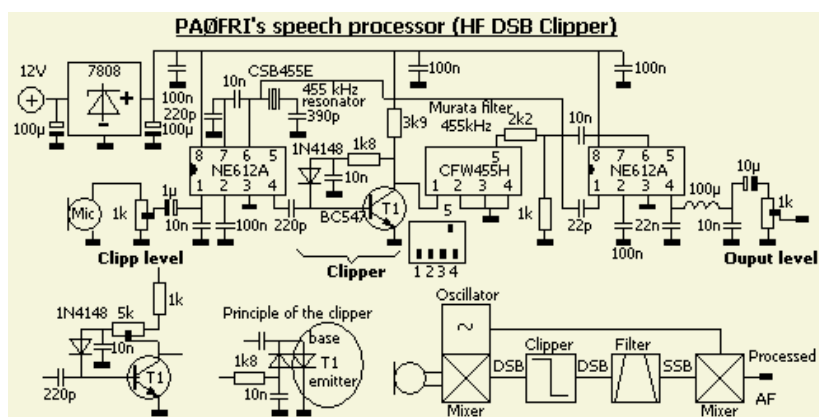 PAØFRI's speech processor (HF DSB Clipper)
12V
7808
100µ
100n
220p
100µ
10n
CSB455E
455 kHz
resonator
390p
3k9
100n
100n
Murata filter
455kHz
2k2
10n
1N4148
1k8
10n
8 7 6 5
NE612A
1 2 3 4
5
CFW455H
1 2 3 4
8 7 6 5
NE612A
1 2 3 4
Mic
1k
1µ
10n
100n
220p
BC547
T1
5
1 2 3 4
1k
22p
22n
100n
100µ
10n
10µ
1k
Clipp level
Clipper
Ouput level
1N4148
5k
1k
10n
220p
T1
Principle of the clipper
base
T1
emitter
1k8
10n
Oscillator
~
Clipper
Filter
Mixer
DSB
DSB
SSB
Mixer
Processed
AF